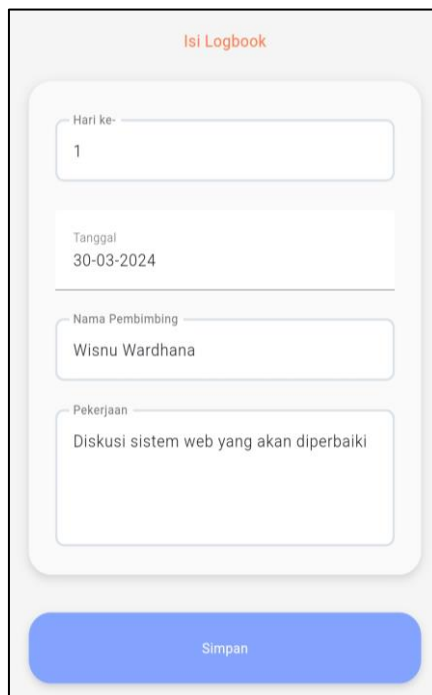 Isi Logbook
Hari ke-
1
Tanggal
30-03-2024
Nama Pembimbing
Wisnu Wardhana
Pekerjaan
Diskusi sistem web yang akan diperbaiki
Simpan